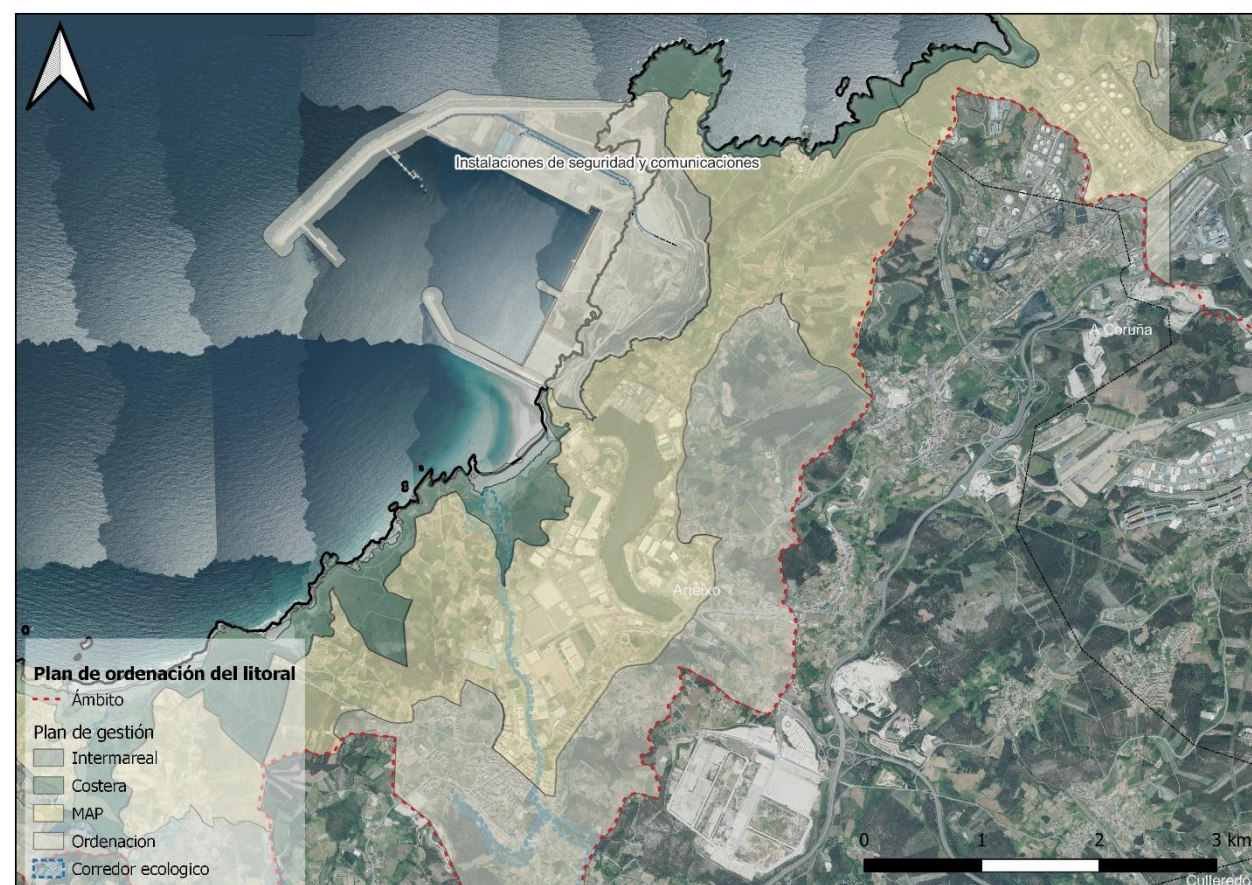 Instalaciones de seguridad y comunicaciones
A Coruña
Arteixo
Plan de ordenación del litoral
Ámbito
Plan de gestión
Intermareal
Costera
MAP
Ordenacion
Corredor ecologico
0 1 2 3 km
Culleredo